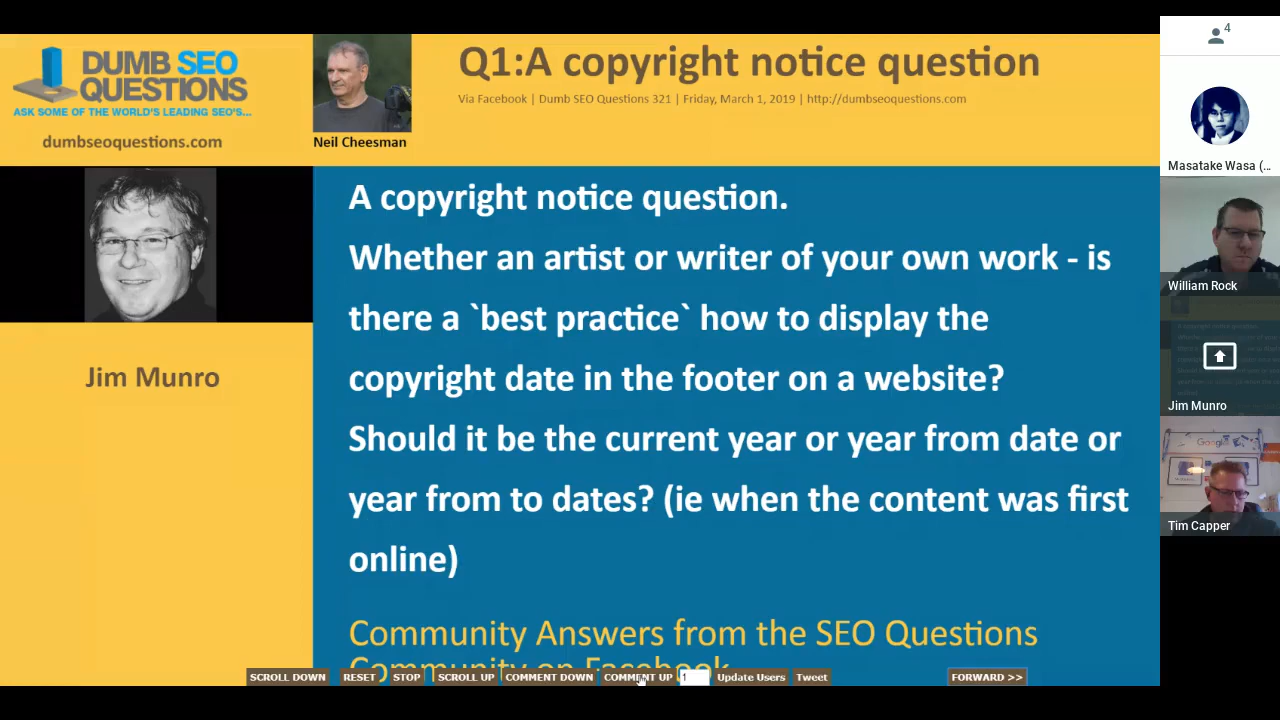 DUMB SEO
QUESTIONS
ASK SOME OF THE WORLD'S LEADING SEO'S...
dumbseoquestions.com
Neil Cheesman
Q1:A copyright notice question
Via Facebook | Dumb SEO Questions 321 | Friday, March 1, 2019 | http://dumbseoquestions.com
Jim Munro
A copyright notice question.
Whether an artist or writer of your own work - is
there a `best practice` how to display the
copyright date in the footer on a website?
Should it be the current year or year from date or
year from to dates? (ie when the content was first
online)
Community Answers from the SEO Questions
Community on Facebook
SCROLL DOWN RESET STOP SCROLL UP COMMENT DOWN COMMENT UP 1 Update Users Tweet FORWARD >>
4
Masatake Wasa (...
William Rock
Jim Munro
Google
Tim Capper